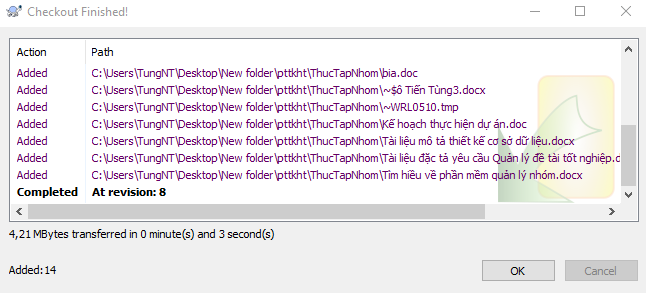 Checkout Finished!
Action Path
Added C:\Users\TungNT\Desktop\New folder\pttkht\ThucTapNhom\bia.doc
Added C:\Users\TungNT\Desktop\New folder\pttkht\ThucTapNhom\~$ô Tiến Tùng3.docx
Added C:\Users\TungNT\Desktop\New folder\pttkht\ThucTapNhom\~WRL0510.tmp
Added C:\Users\TungNT\Desktop\New folder\pttkht\ThucTapNhom\Kế hoạch thực hiện dự án.doc
Added C:\Users\TungNT\Desktop\New folder\pttkht\ThucTapNhom\Tài liệu mô tả thiết kế cơ sở dữ liệu.docx
Added C:\Users\TungNT\Desktop\New folder\pttkht\ThucTapNhom\Tài liệu đặc tả yêu cầu Quản lý đề tài tốt nghiệp.d
Added C:\Users\TungNT\Desktop\New folder\pttkht\ThucTapNhom\Tìm hiều về phần mềm quản lý nhóm.docx
Completed At revision: 8
4,21 MBytes transferred in 0 minute(s) and 3 second(s)
Added:14
OK Cancel